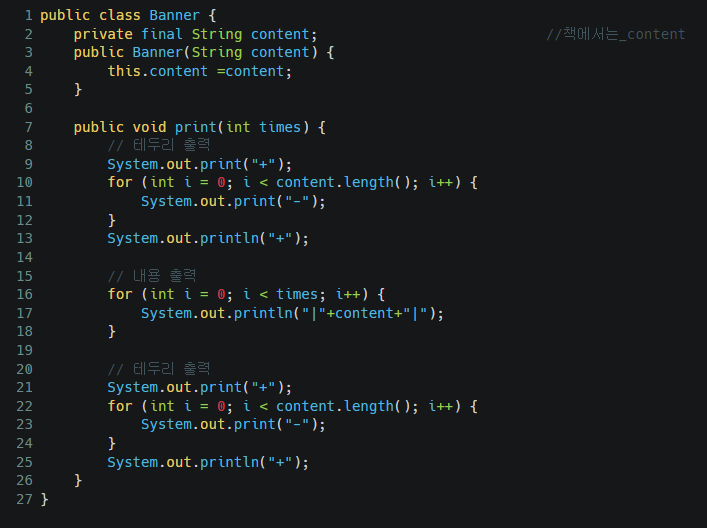 1 public class Banner {
2     private final String content;                           //책에서는_content
3     public Banner(String content) {
4         this.content =content;
5     }
6
7     public void print(int times) {
8         // 테두리 출력
9         System.out.print("+");
10         for (int i = 0; i < content.length(); i++) {
11             System.out.print("-");
12         }
13         System.out.println("+");
14
15         // 내용 출력
16         for (int i = 0; i < times; i++) {
17             System.out.println("|"+content+"|");
18         }
19
20         // 테두리 출력
21         System.out.print("+");
22         for (int i = 0; i < content.length(); i++) {
23             System.out.print("-");
24         }
25         System.out.println("+");
26     }
27 }